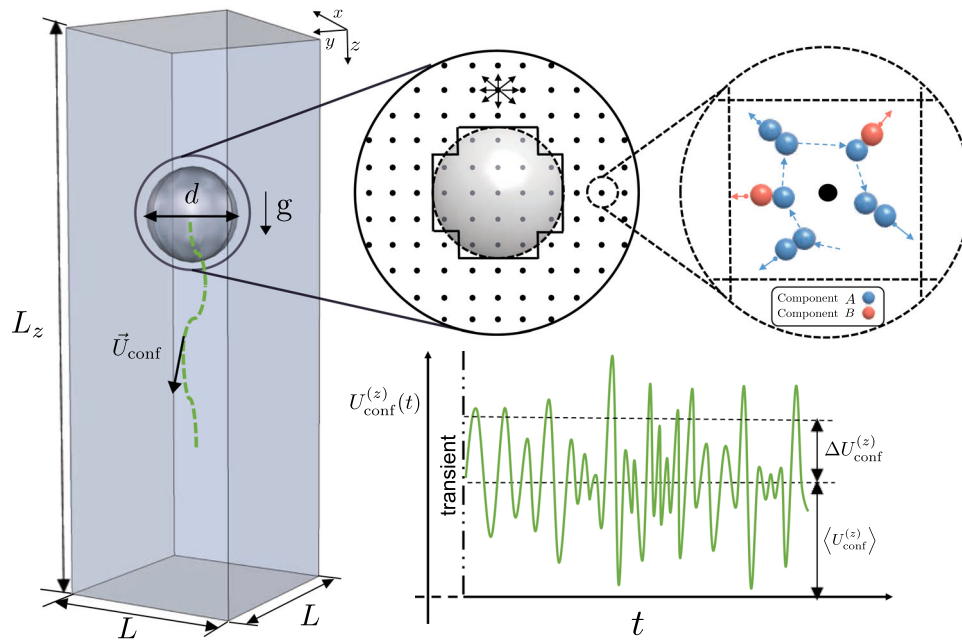 x
y
z
d
g
L_z
\vec{U}_{conf}
L
L
Component A
Component B
U_{conf}^{(z)}(t)
transient
ΔU_{conf}^{(z)}
⟨U_{conf}^{(z)}⟩
t